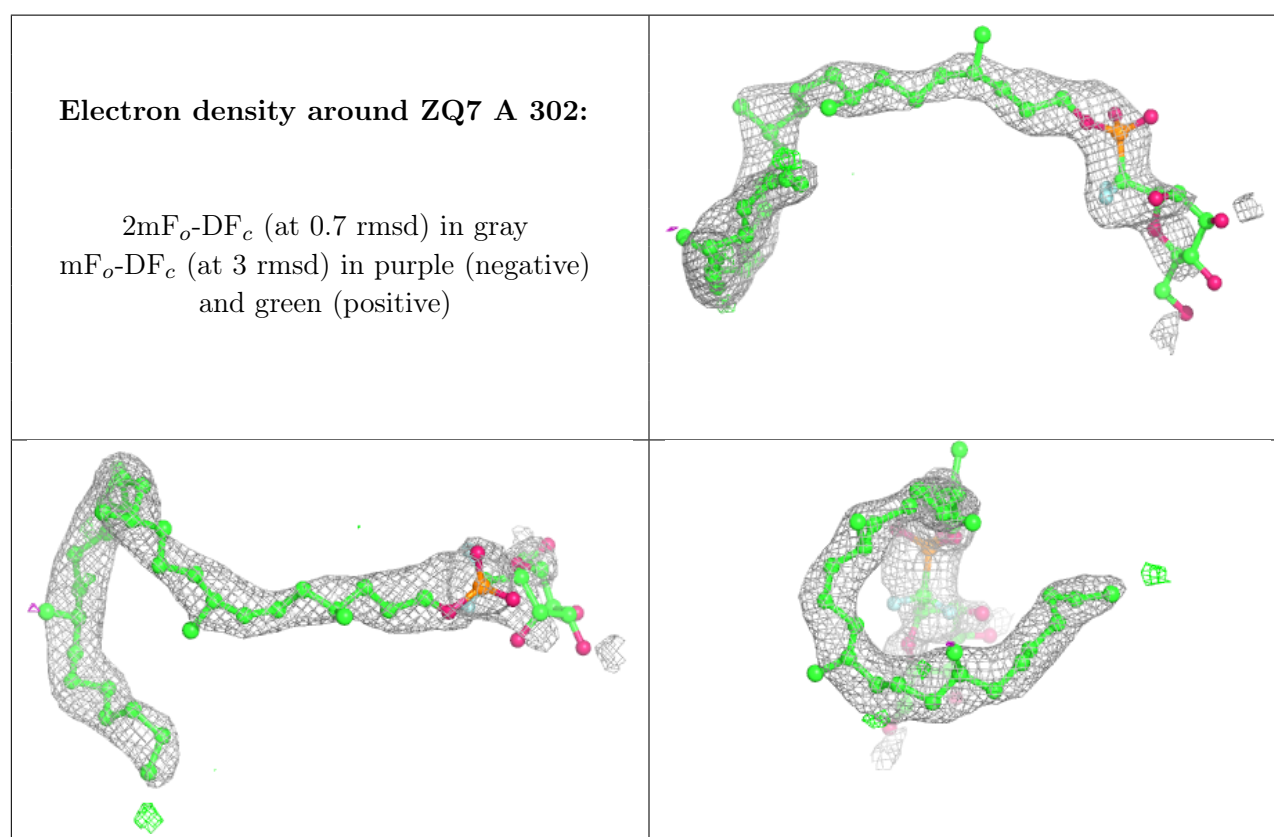 Electron density around ZQ7 A 302:
2mFₒ-DF𝒸 (at 0.7 rmsd) in gray
mFₒ-DF𝒸 (at 3 rmsd) in purple (negative)
and green (positive)